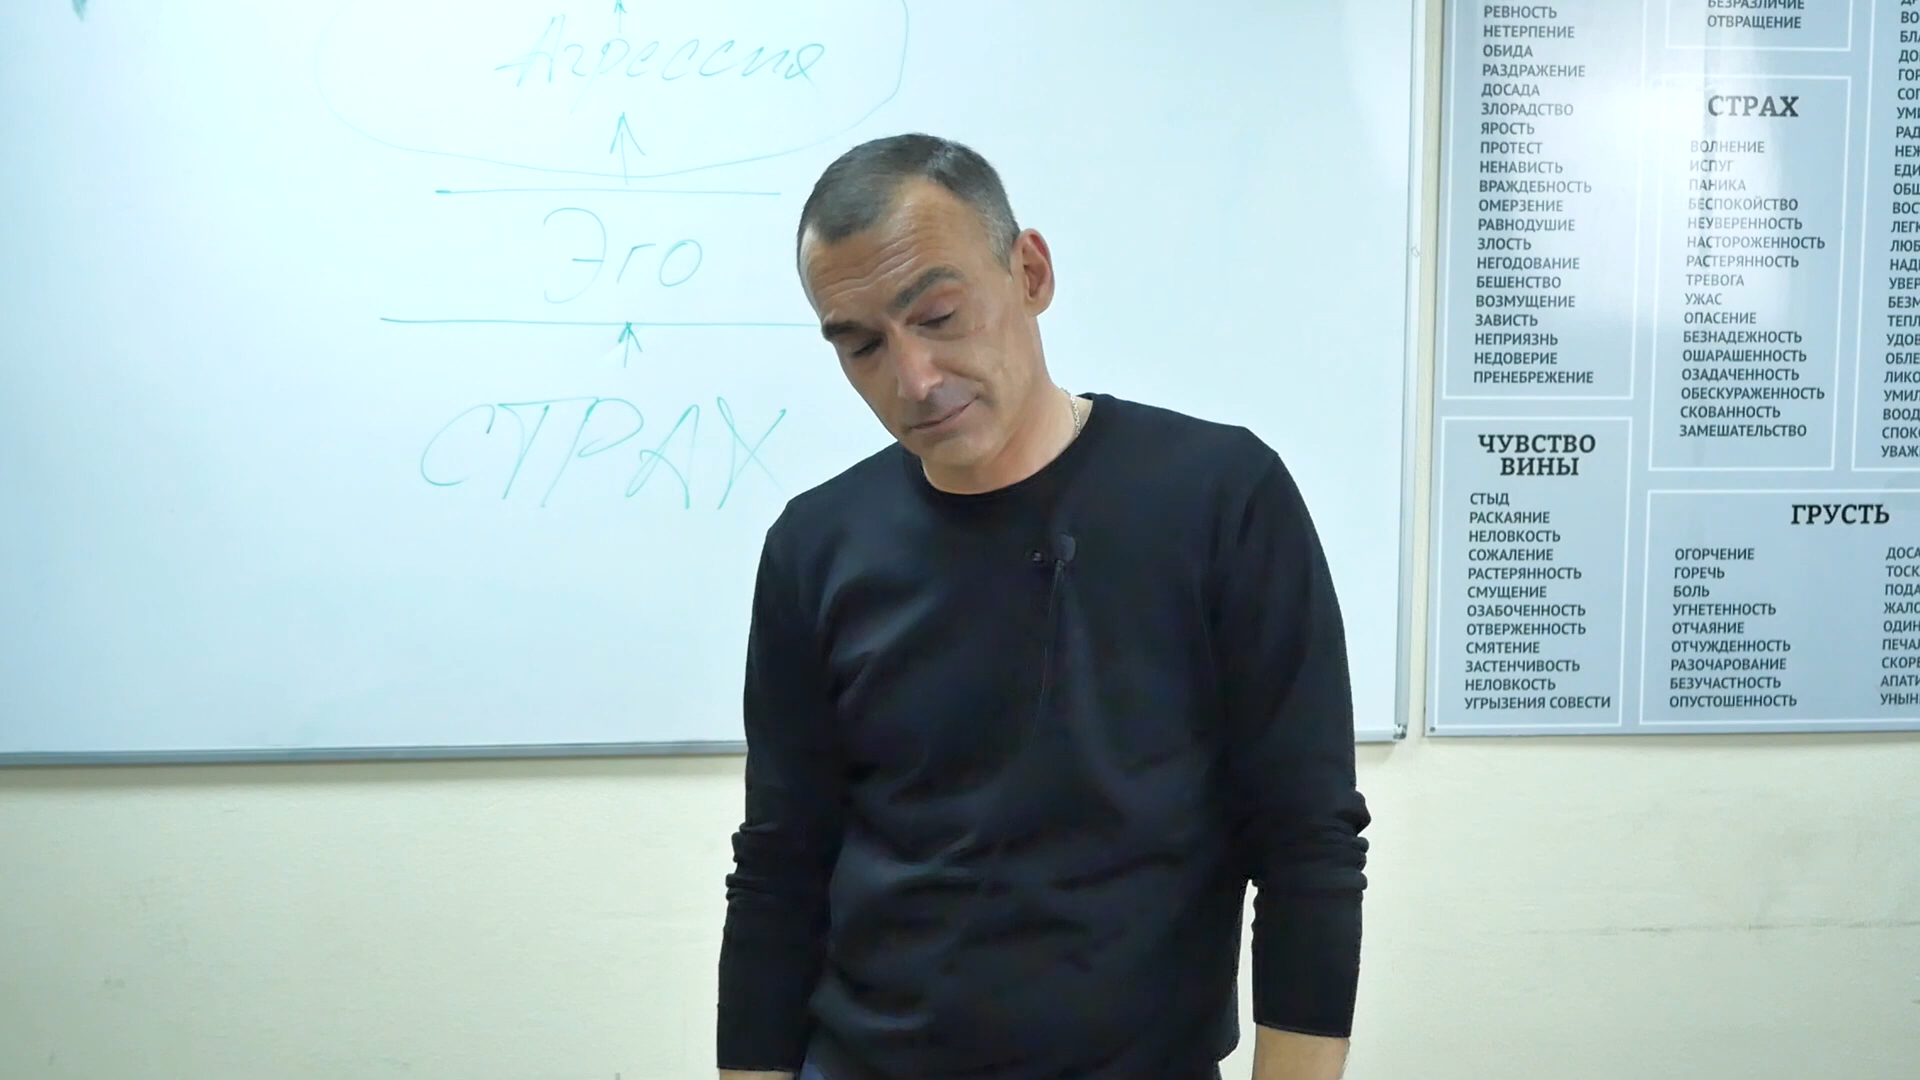 Агрессия
Эго
СТРАХ
РЕВНОСТЬ
НЕТЕРПЕНИЕ
ОБИДА
РАЗДРАЖЕНИЕ
ДОСАДА
ЗЛОРАДСТВО
ЯРОСТЬ
ПРОТЕСТ
НЕНАВИСТЬ
ВРАЖДЕБНОСТЬ
ОМЕРЗЕНИЕ
РАВНОДУШИЕ
ЗЛОСТЬ
НЕГОДОВАНИЕ
БЕШЕНСТВО
ВОЗМУЩЕНИЕ
ЗАВИСТЬ
НЕПРИЯЗНЬ
НЕДОВЕРИЕ
ПРЕНЕБРЕЖЕНИЕ
ЧУВСТВО
ВИНЫ
СТЫД
РАСКАЯНИЕ
НЕЛОВКОСТЬ
СОЖАЛЕНИЕ
РАСТЕРЯННОСТЬ
СМУЩЕНИЕ
ОЗАБОЧЕННОСТЬ
ОТВЕРЖЕННОСТЬ
СМЯТЕНИЕ
ЗАСТЕНЧИВОСТЬ
НЕЛОВКОСТЬ
УГРЫЗЕНИЯ СОВЕСТИ
БЕЗРАЗЛИЧИЕ
ОТВРАЩЕНИЕ
СТРАХ
ВОЛНЕНИЕ
ИСПУГ
ПАНИКА
БЕСПОКОЙСТВО
НЕУВЕРЕННОСТЬ
НАСТОРОЖЕННОСТЬ
РАСТЕРЯННОСТЬ
ТРЕВОГА
УЖАС
ОПАСЕНИЕ
БЕЗНАДЕЖНОСТЬ
ОШАРАШЕННОСТЬ
ОЗАДАЧЕННОСТЬ
ОБЕСКУРАЖЕННОСТЬ
СКОВАННОСТЬ
ЗАМЕШАТЕЛЬСТВО
ГРУСТЬ
ОГОРЧЕНИЕ
ГОРЕЧЬ
БОЛЬ
УГНЕТЕННОСТЬ
ОТЧАЯНИЕ
ОТЧУЖДЕННОСТЬ
РАЗОЧАРОВАНИЕ
БЕЗУЧАСТНОСТЬ
ОПУСТОШЕННОСТЬ